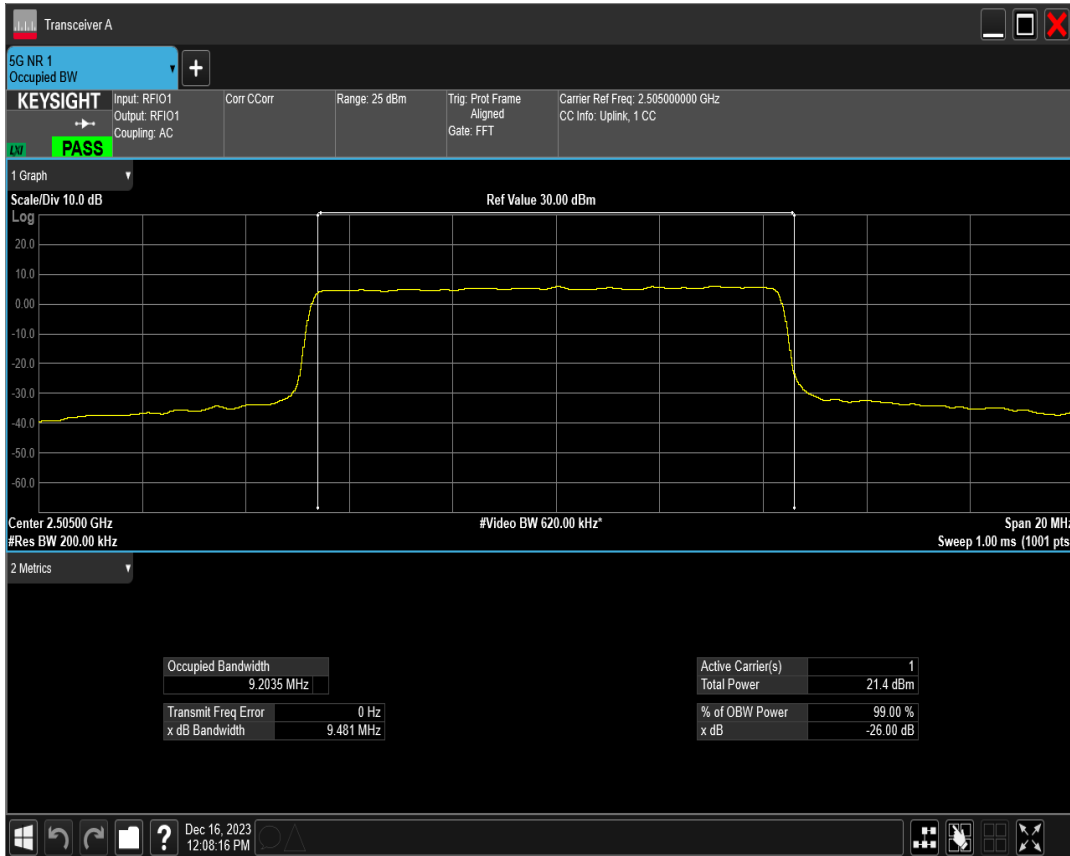 Transceiver A
5G NR 1
Occupied BW
KEYSIGHT
LXI
PASS
Input: RFIO1
Output: RFIO1
Coupling: AC
Corr CCorr
Range: 25 dBm
Trig: Prot Frame
Aligned
Gate: FFT
Carrier Ref Freq: 2.505000000 GHz
CC Info: Uplink, 1 CC
1 Graph
Scale/Div 10.0 dB
Ref Value 30.00 dBm
Log
20.0
10.0
0.00
-10.0
-20.0
-30.0
-40.0
-50.0
-60.0
Center 2.50500 GHz
#Video BW 620.00 kHz*
Span 20 MHz
#Res BW 200.00 kHz
Sweep 1.00 ms (1001 pts
2 Metrics
Occupied Bandwidth
9.2035 MHz
Transmit Freq Error 0 Hz
x dB Bandwidth 9.481 MHz
Active Carrier(s) 1
Total Power 21.4 dBm
% of OBW Power 99.00 %
x dB -26.00 dB
Dec 16, 2023
12:08:16 PM